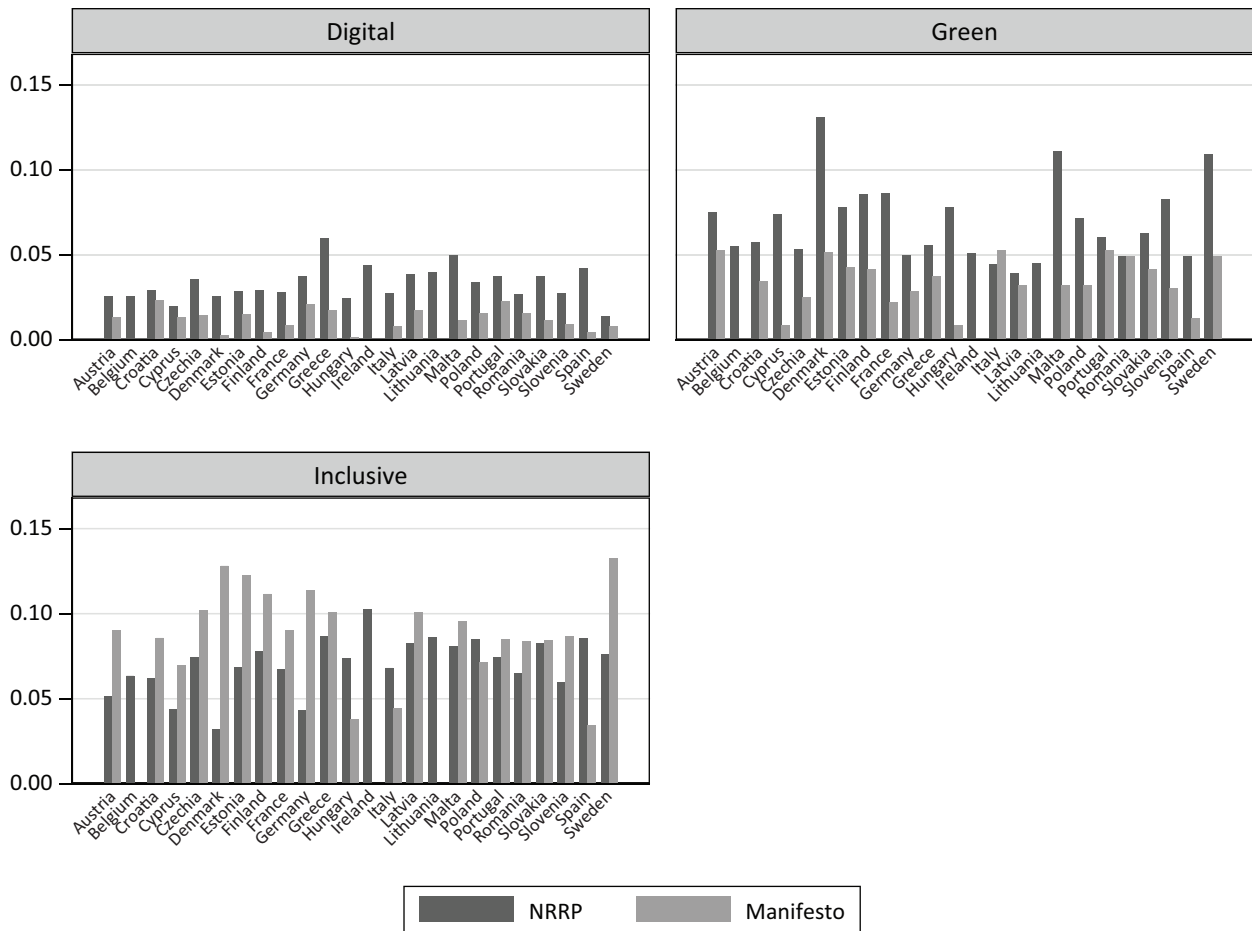 Digital
Green
0.15
0.10
0.05
0.00
Austria
Belgium
Croatia
Cyprus
Czechia
Denmark
Estonia
Finland
France
Germany
Greece
Hungary
Ireland
Italy
Latvia
Lithuania
Malta
Poland
Portugal
Romania
Slovakia
Slovenia
Spain
Sweden
Austria
Belgium
Croatia
Cyprus
Czechia
Denmark
Estonia
Finland
France
Germany
Greece
Hungary
Ireland
Italy
Latvia
Lithuania
Malta
Poland
Portugal
Romania
Slovakia
Slovenia
Spain
Sweden
Inclusive
0.15
0.10
0.05
0.00
Austria
Belgium
Croatia
Cyprus
Czechia
Denmark
Estonia
Finland
France
Germany
Greece
Hungary
Ireland
Italy
Latvia
Lithuania
Malta
Poland
Portugal
Romania
Slovakia
Slovenia
Spain
Sweden
NRRP
Manifesto